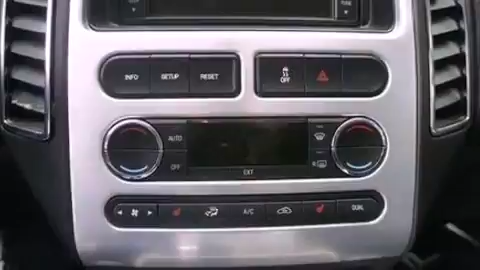 INFO SETUP RESET OFF
AUTO
OFF
EXT
A/C DUAL